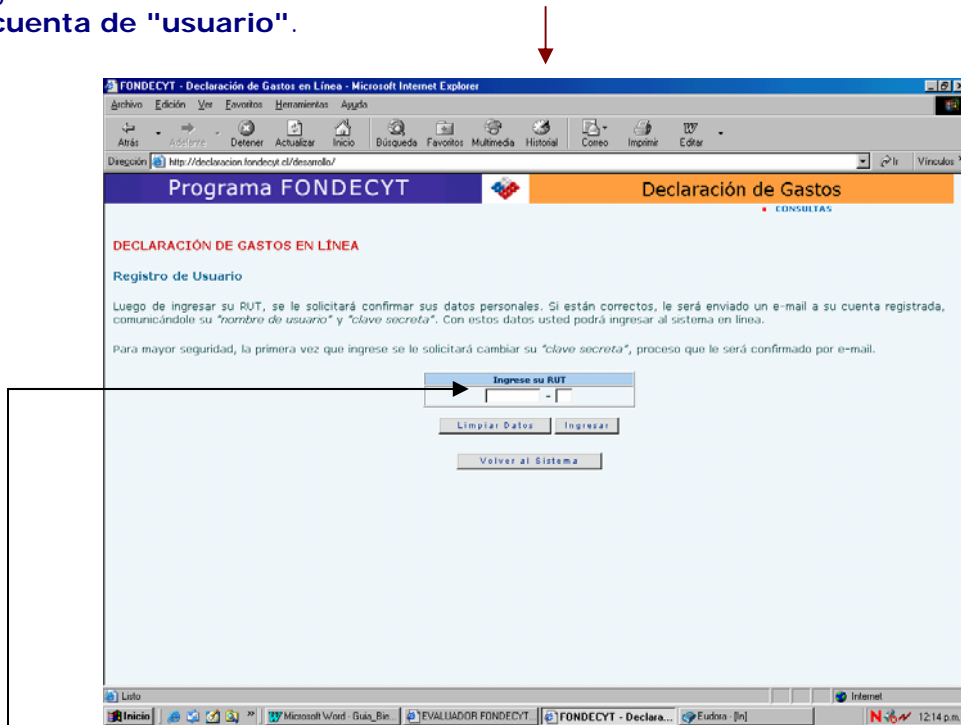 cuenta de "usuario".
FONDECYT - Declaración de Gastos en Línea - Microsoft Internet Explorer
Archivo Edición Ver Favoritos Herramientas Ayuda
Atrás Adelante Detener Actualizar Inicio Búsqueda Favoritos Multimedia Historial Correo Imprimir Editar
Dirección http://declaracion.fondecyt.cl/desarrollo/ Ir Vínculos
Programa FONDECYT Declaración de Gastos
CONSULTAS
DECLARACIÓN DE GASTOS EN LÍNEA
Registro de Usuario
Luego de ingresar su RUT, se le solicitará confirmar sus datos personales. Si están correctos, le será enviado un e-mail a su cuenta registrada,
comunicándole su "nombre de usuario" y "clave secreta". Con estos datos usted podrá ingresar al sistema en línea.
Para mayor seguridad, la primera vez que ingrese se le solicitará cambiar su "clave secreta", proceso que le será confirmado por e-mail.
Ingrese su RUT
-
Limpiar Datos Ingresar
Volver al Sistema
Listo Internet
Inicio » Microsoft Word - Guia_Bie... EVALUADOR FONDECYT... FONDECYT - Declara... Eudora - [In] 12:14 p.m.